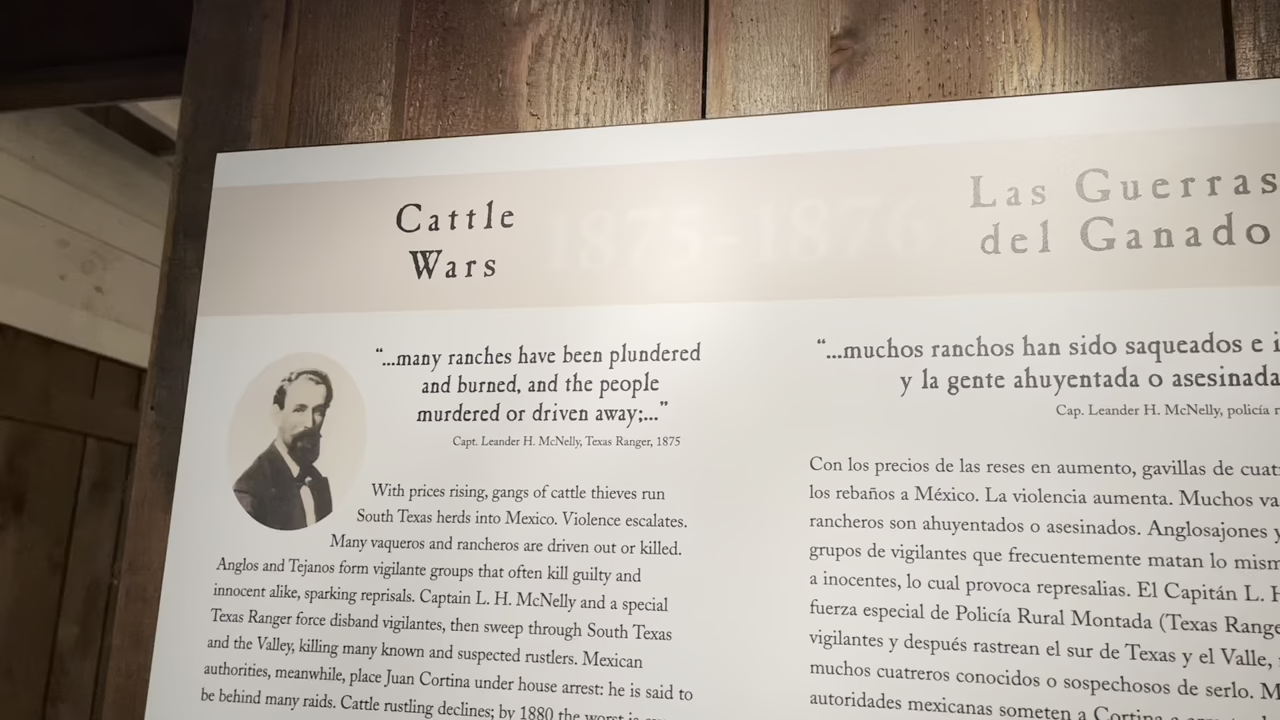 Cattle
Wars
1875-1876
Las Guerras
del Ganado
“...many ranches have been plundered
and burned, and the people
murdered or driven away;...”
Capt. Leander H. McNelly, Texas Ranger, 1875
With prices rising, gangs of cattle thieves run
South Texas herds into Mexico. Violence escalates.
Many vaqueros and rancheros are driven out or killed.
Anglos and Tejanos form vigilante groups that often kill guilty and
innocent alike, sparking reprisals. Captain L. H. McNelly and a special
Texas Ranger force disband vigilantes, then sweep through South Texas
and the Valley, killing many known and suspected rustlers. Mexican
authorities, meanwhile, place Juan Cortina under house arrest: he is said to
be behind many raids. Cattle rustling declines; by 1880 the worst is
“...muchos ranchos han sido saqueados e
y la gente ahuyentada o asesinada
Cap. Leander H. McNelly, policía
Con los precios de las reses en aumento, gavillas de
los rebaños a México. La violencia aumenta. Muchos
rancheros son ahuyentados o asesinados. Anglosajones y
grupos de vigilantes que frecuentemente matan lo
a inocentes, lo cual provoca represalias. El Capitán L.
fuerza especial de Policía Rural Montada (Texas
vigilantes y después rastrean el sur de Texas y el Valle,
muchos cuatreros conocidos o sospechosos de serlo.
autoridades mexicanas someten a Cortina a